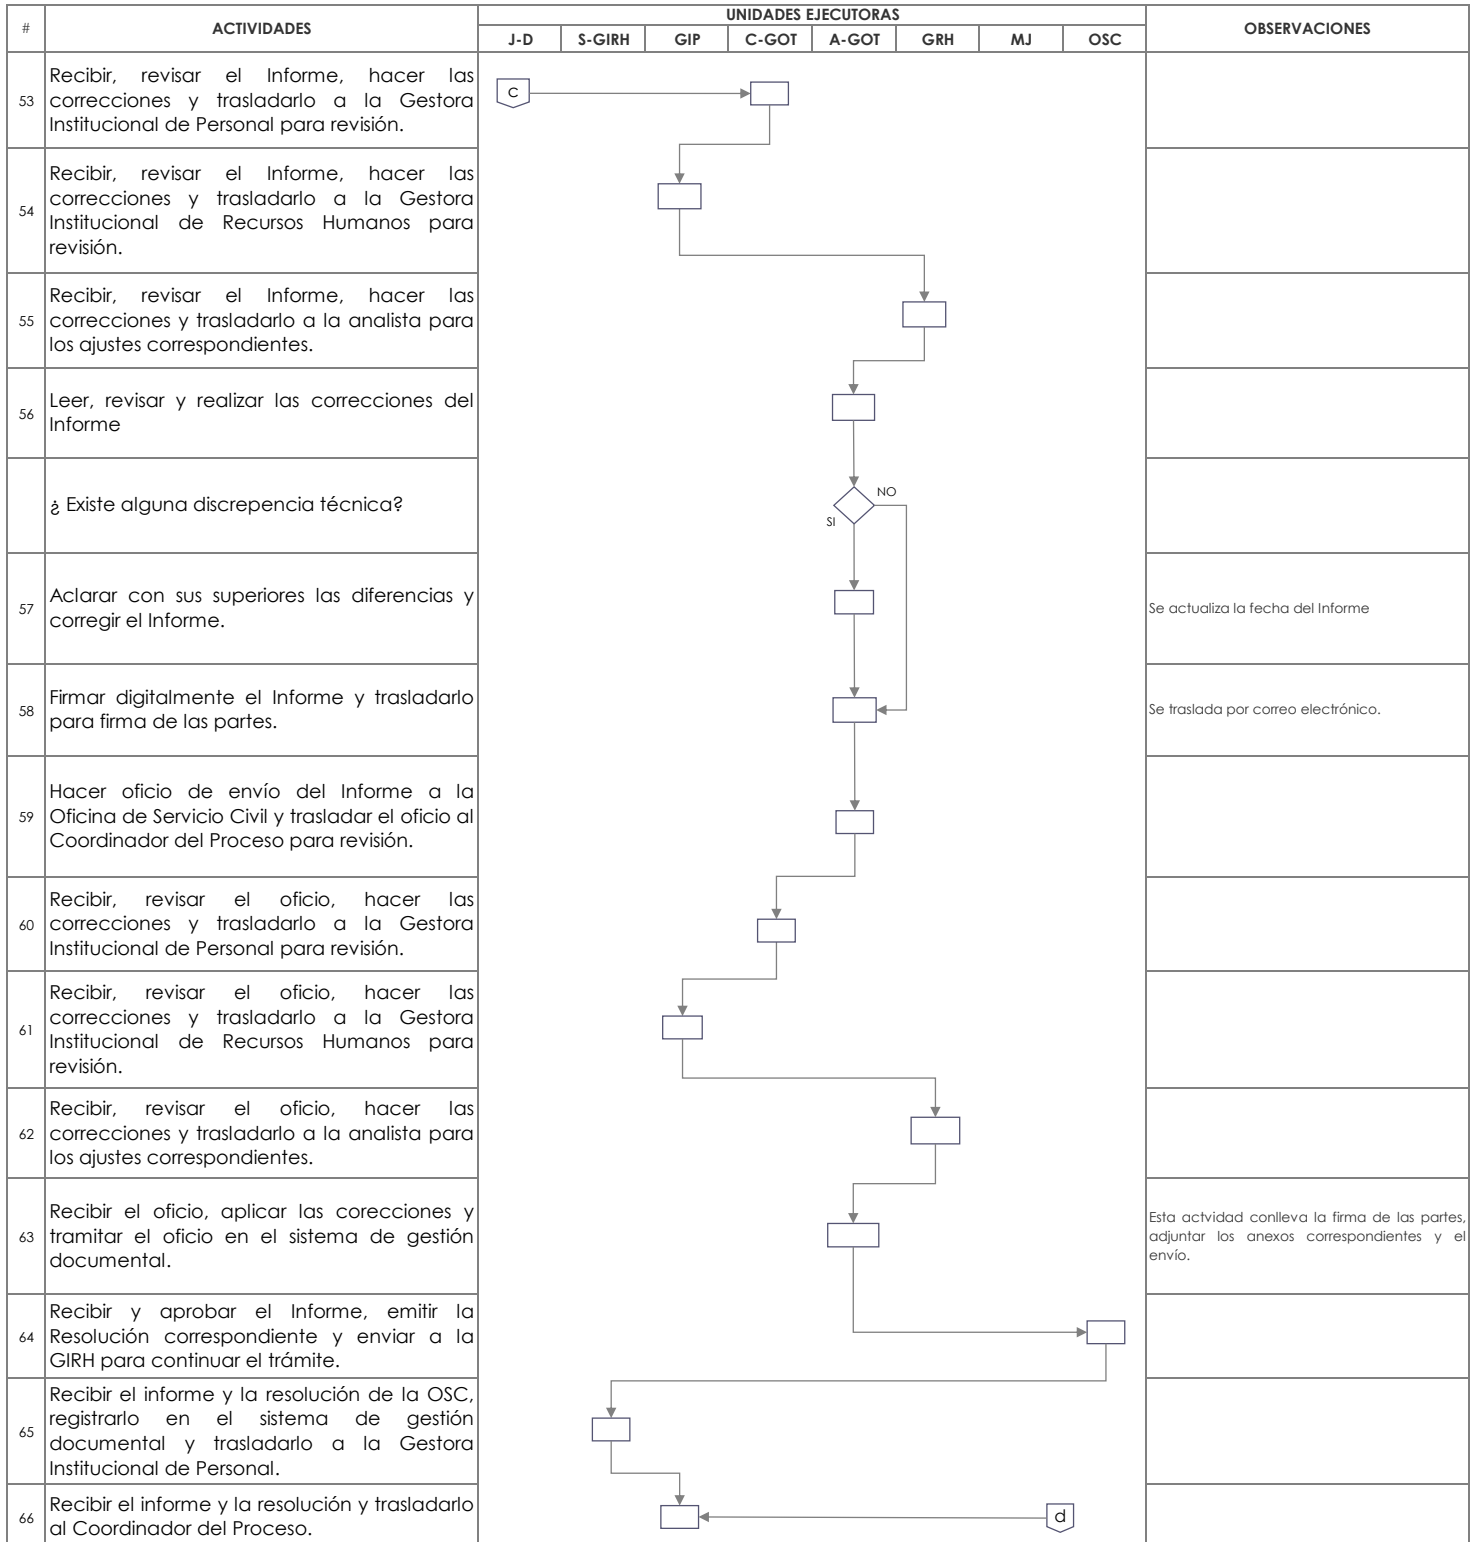 # ACTIVIDADES UNIDADES EJECUTORAS OBSERVACIONES
J-D S-GIRH GIP C-GOT A-GOT GRH MJ OSC
53
Recibir, revisar el Informe, hacer las
correcciones y trasladarlo a la Gestora
Institucional de Personal para revisión.
C
54
Recibir, revisar el Informe, hacer las
correcciones y trasladarlo a la Gestora
Institucional de Recursos Humanos para
revisión.
55
Recibir, revisar el Informe, hacer las
correcciones y trasladarlo a la analista para
los ajustes correspondientes.
56
Leer, revisar y realizar las correcciones del
Informe
¿ Existe alguna discrepencia técnica?
NO
SI
57
Aclarar con sus superiores las diferencias y
corregir el Informe.
Se actualiza la fecha del Informe
58
Firmar digitalmente el Informe y trasladarlo
para firma de las partes.
Se traslada por correo electrónico.
59
Hacer oficio de envío del Informe a la
Oficina de Servicio Civil y trasladar el oficio al
Coordinador del Proceso para revisión.
60
Recibir, revisar el oficio, hacer las
correcciones y trasladarlo a la Gestora
Institucional de Personal para revisión.
61
Recibir, revisar el oficio, hacer las
correcciones y trasladarlo a la Gestora
Institucional de Recursos Humanos para
revisión.
62
Recibir, revisar el oficio, hacer las
correcciones y trasladarlo a la analista para
los ajustes correspondientes.
63
Recibir el oficio, aplicar las corecciones y
tramitar el oficio en el sistema de gestión
documental.
Esta actvidad conlleva la firma de las partes,
adjuntar los anexos correspondientes y el
envío.
64
Recibir y aprobar el Informe, emitir la
Resolución correspondiente y enviar a la
GIRH para continuar el trámite.
65
Recibir el informe y la resolución de la OSC,
registrarlo en el sistema de gestión
documental y trasladarlo a la Gestora
Institucional de Personal.
66
Recibir el informe y la resolución y trasladarlo
al Coordinador del Proceso.
d